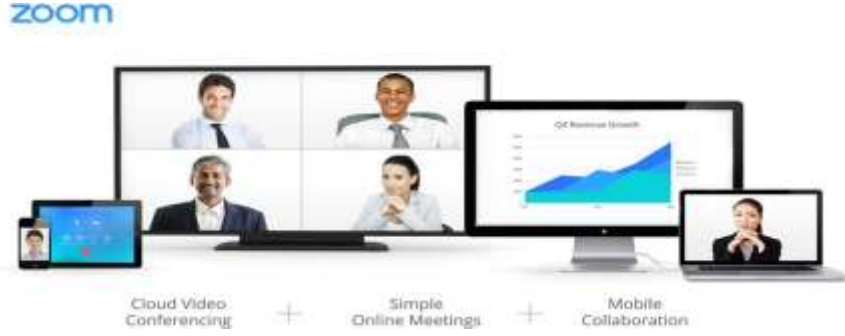 zoom
Q4 Revenue Growth
Cloud Video
Conferencing
+
Simple
Online Meetings
+
Mobile
Collaboration